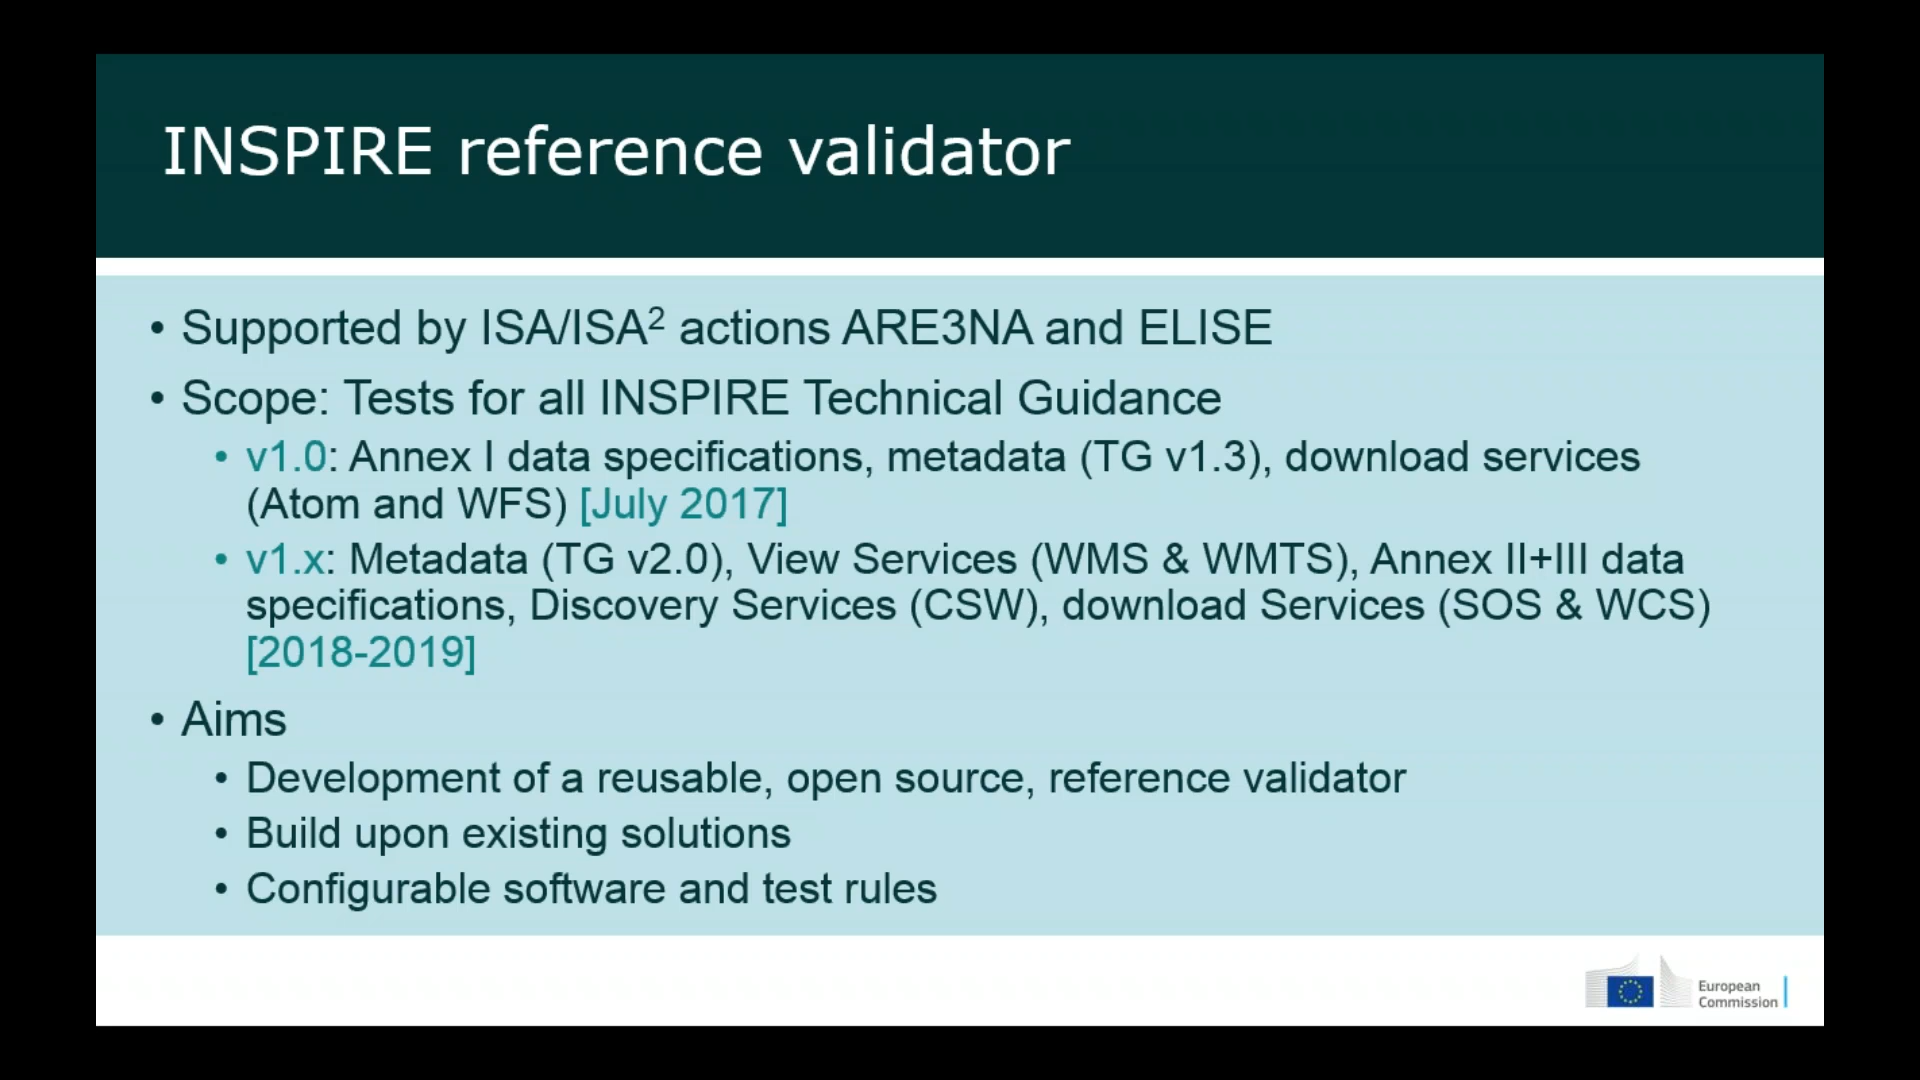 INSPIRE reference validator
• Supported by ISA/ISA² actions ARE3NA and ELISE
• Scope: Tests for all INSPIRE Technical Guidance
• v1.0: Annex I data specifications, metadata (TG v1.3), download services
(Atom and WFS) [July 2017]
• v1.x: Metadata (TG v2.0), View Services (WMS & WMTS), Annex II+III data
specifications, Discovery Services (CSW), download Services (SOS & WCS)
[2018-2019]
• Aims
• Development of a reusable, open source, reference validator
• Build upon existing solutions
• Configurable software and test rules
European
Commission